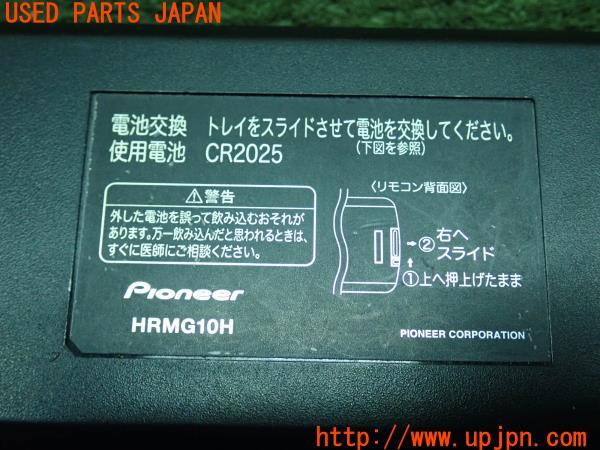 USED PARTS JAPAN
電池交換 トレイをスライドさせて電池を交換してください。
使用電池 CR2025 (下図を参照)
⚠警告
外した電池を誤って飲み込むおそれが
あります。万一飲み込んだと思われるときは、
すぐに医師にご相談ください。
〈リモコン背面図〉
②右へ
スライド
①上へ押上げたまま
Pioneer
HRMG10H
PIONEER CORPORATION
http://www.upjpn.com/